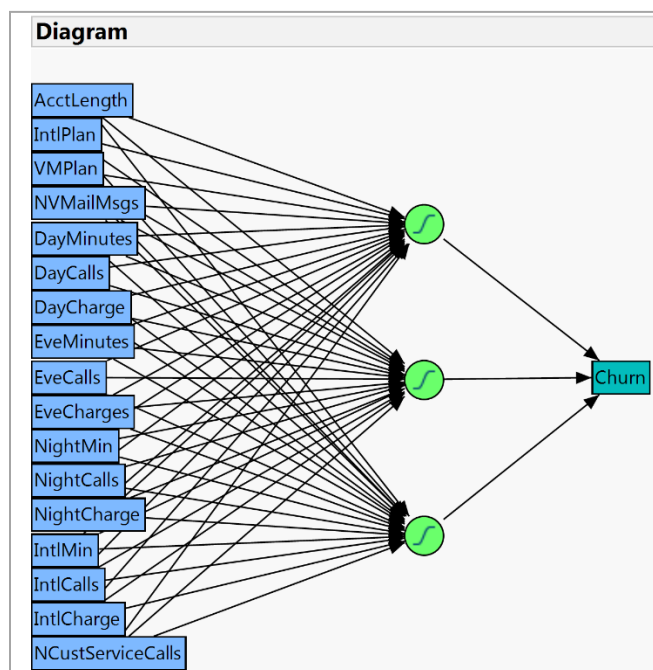 Diagram
AcctLength
IntlPlan
VMPlan
NVMailMsgs
DayMinutes
DayCalls
DayCharge
EveMinutes
EveCalls
EveCharges
NightMin
NightCalls
NightCharge
IntlMin
IntlCalls
IntlCharge
NCustServiceCalls
Churn